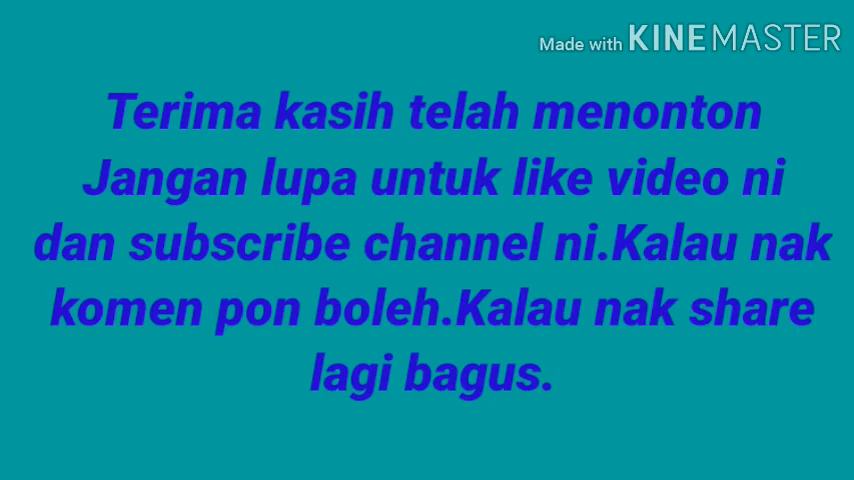 Made with KINEMASTER
Terima kasih telah menonton
Jangan lupa untuk like video ni
dan subscribe channel ni.Kalau nak
komen pon boleh.Kalau nak share
lagi bagus.